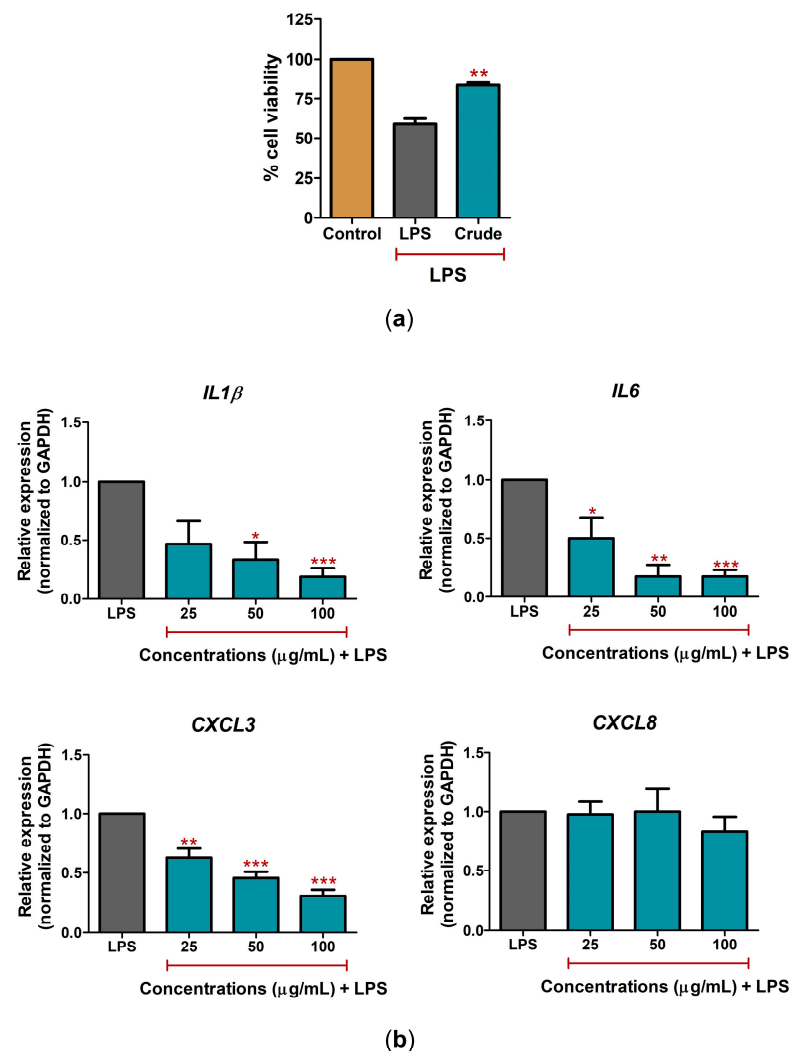 125
100
75
50
25
0
% cell viability
**
Control LPS Crude
LPS
(a)
IL1β
Relative expression
(normalized to GAPDH)
1.5
1.0
0.5
0.0
* ***
LPS 25 50 100
Concentrations (μg/mL) + LPS
IL6
Relative expression
(normalized to GAPDH)
1.5
1.0
0.5
0.0
* ** ***
LPS 25 50 100
Concentrations (μg/mL) + LPS
CXCL3
Relative expression
(normalized to GAPDH)
1.5
1.0
0.5
0.0
** *** ***
LPS 25 50 100
Concentrations (μg/mL) + LPS
CXCL8
Relative expression
(normalized to GAPDH)
1.5
1.0
0.5
0.0
LPS 25 50 100
Concentrations (μg/mL) + LPS
(b)